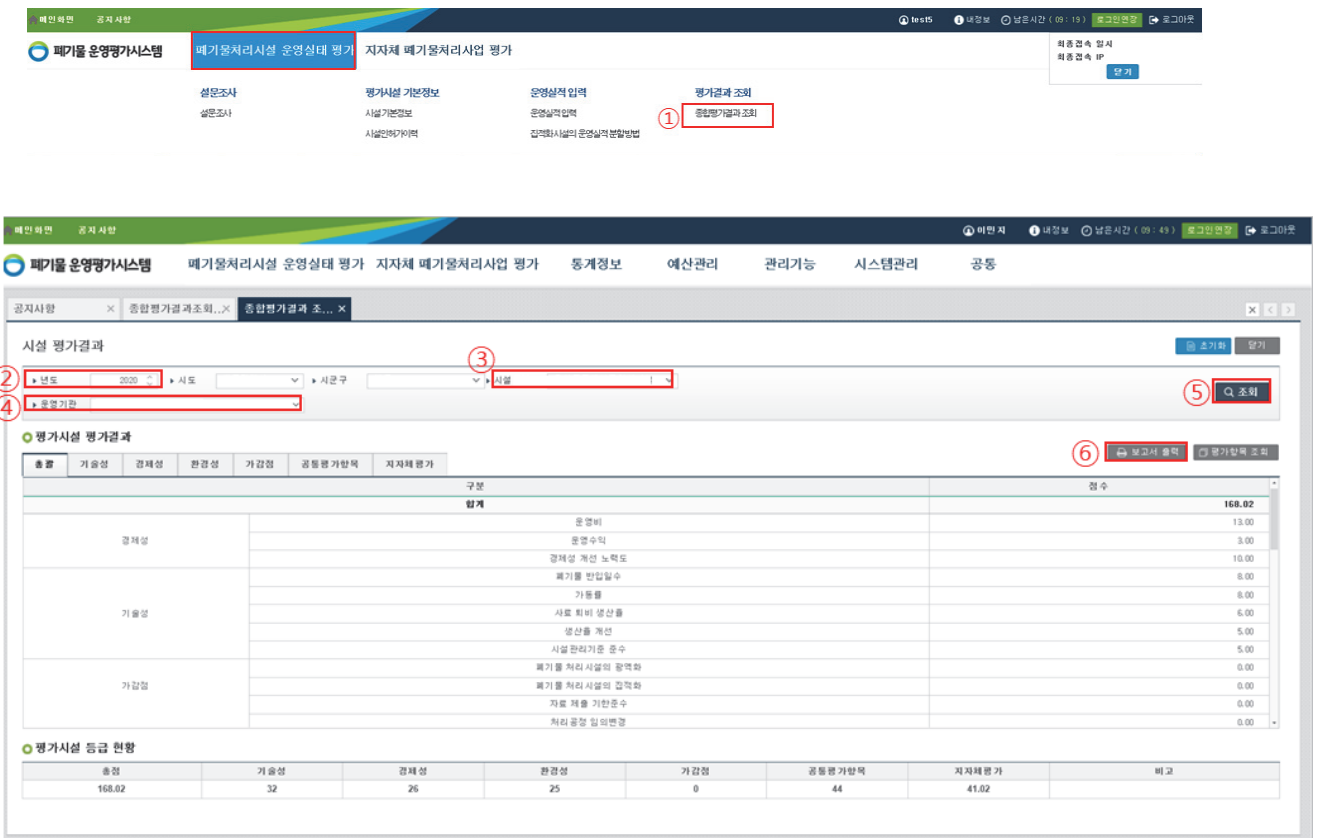 메인화면 공지사항 test5 내정보 남은시간 ( 09 : 19 ) 로그인연장 로그아웃
폐기물 운영평가시스템 폐기물처리시설 운영실태 평가 지자체 폐기물처리사업 평가
최종접속 일시
최종접속 IP
닫기
설문조사 평가시설 기본정보 운영실적 입력 평가결과 조회
설문조사 시설기본정보 운영실적입력 ① 종합평가결과 조회
시설인허가이력 집적화시설의 운영실적 분할방법
메인화면 공지사항 이민지 내정보 남은시간 ( 09 : 49 ) 로그인연장 로그아웃
폐기물 운영평가시스템 폐기물처리시설 운영실태 평가 지자체 폐기물처리사업 평가 통계정보 예산관리 관리기능 시스템관리 공통
공지사항 × 종합평가결과조회..× 종합평가결과 조... ×
시설 평가결과 초기화 닫기
② 년도 2020 시도 시군구 ③ 시설
④ 운영기관 ⑤ 조회
평가시설 평가결과
총괄 기술성 경제성 환경성 가감점 공통평가항목 지자체평가 ⑥ 보고서 출력 평가항목 조회
구분 점수
합계 168.02
경제성 운영비 13.00
운영수익 3.00
경제성 개선 노력도 10.00
기술성 폐기물 반입일수 8.00
가동률 8.00
사료 퇴비 생산율 6.00
생산율 개선 5.00
시설관리기준 준수 5.00
가감점 폐기물 처리시설의 광역화 0.00
폐기물 처리시설의 집적화 0.00
자료 제출 기한준수 0.00
처리공정 임의변경 0.00
평가시설 등급 현황
총점 기술성 경제성 환경성 가감점 공통평가항목 지자체평가 비고
168.02 32 26 25 0 44 41.02